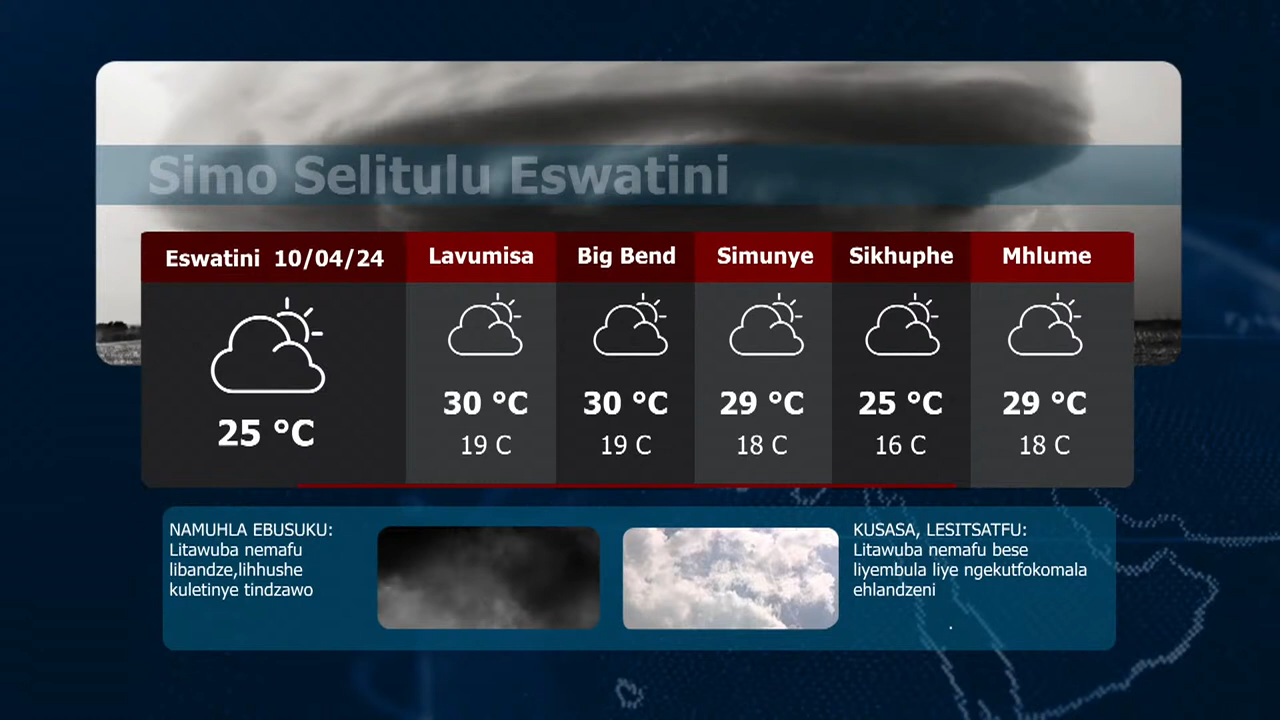 Simo Selitulu Eswatini
Eswatini 10/04/24
25 °C
Lavumisa
30 °C
19 C
Big Bend
30 °C
19 C
Simunye
29 °C
18 C
Sikhuphe
25 °C
16 C
Mhlume
29 °C
18 C
NAMUHLA EBUSUKU:
Litawuba nemafu
libandze,lihhushe
kuletinye tindzawo
KUSASA, LESITSATFU:
Litawuba nemafu bese
liyembula liye ngekutfokomala
ehlandzeni
.